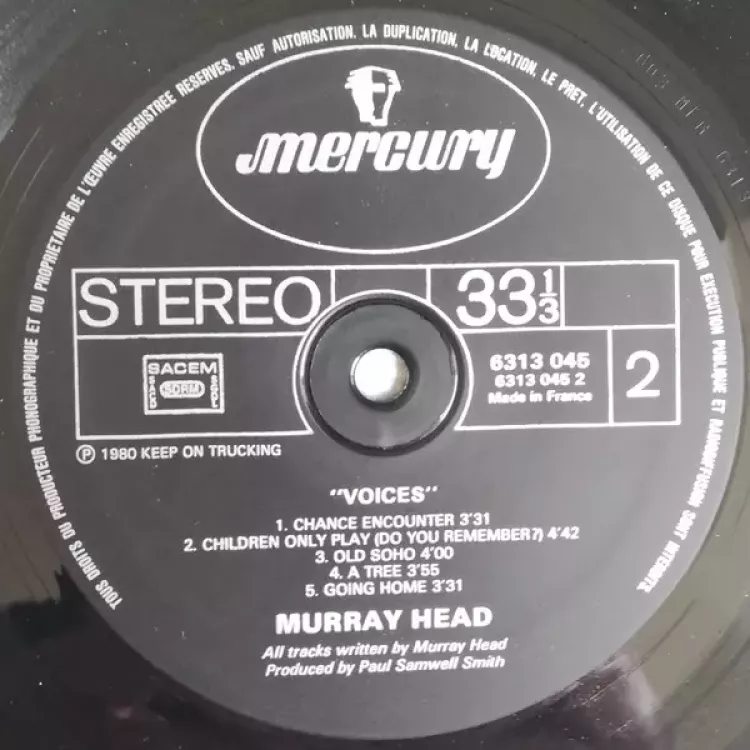 TOUS DROITS DU PRODUCTEUR PHONOGRAPHIQUE ET DU PROPRIETAIRE DE L'ŒUVRE ENREGISTREE RESERVES. SAUF AUTORISATION, LA DUPLICATION, LA LOCATION, LE PRET, L'UTILISATION DE CE DISQUE POUR EXECUTION PUBLIQUE ET RADIODIFFUSION SONT INTERDITS.
mercury
STEREO
33 1/3
SACEM
SACD
SDRM
SGDL
6313 045
6313 045 2
Made in France
2
Ⓟ 1980 KEEP ON TRUCKING
"VOICES"
1. CHANCE ENCOUNTER 3'31
2. CHILDREN ONLY PLAY (DO YOU REMEMBER?) 4'42
3. OLD SOHO 4'00
4. A TREE 3'55
5. GOING HOME 3'31
MURRAY HEAD
All tracks written by Murray Head
Produced by Paul Samwell Smith